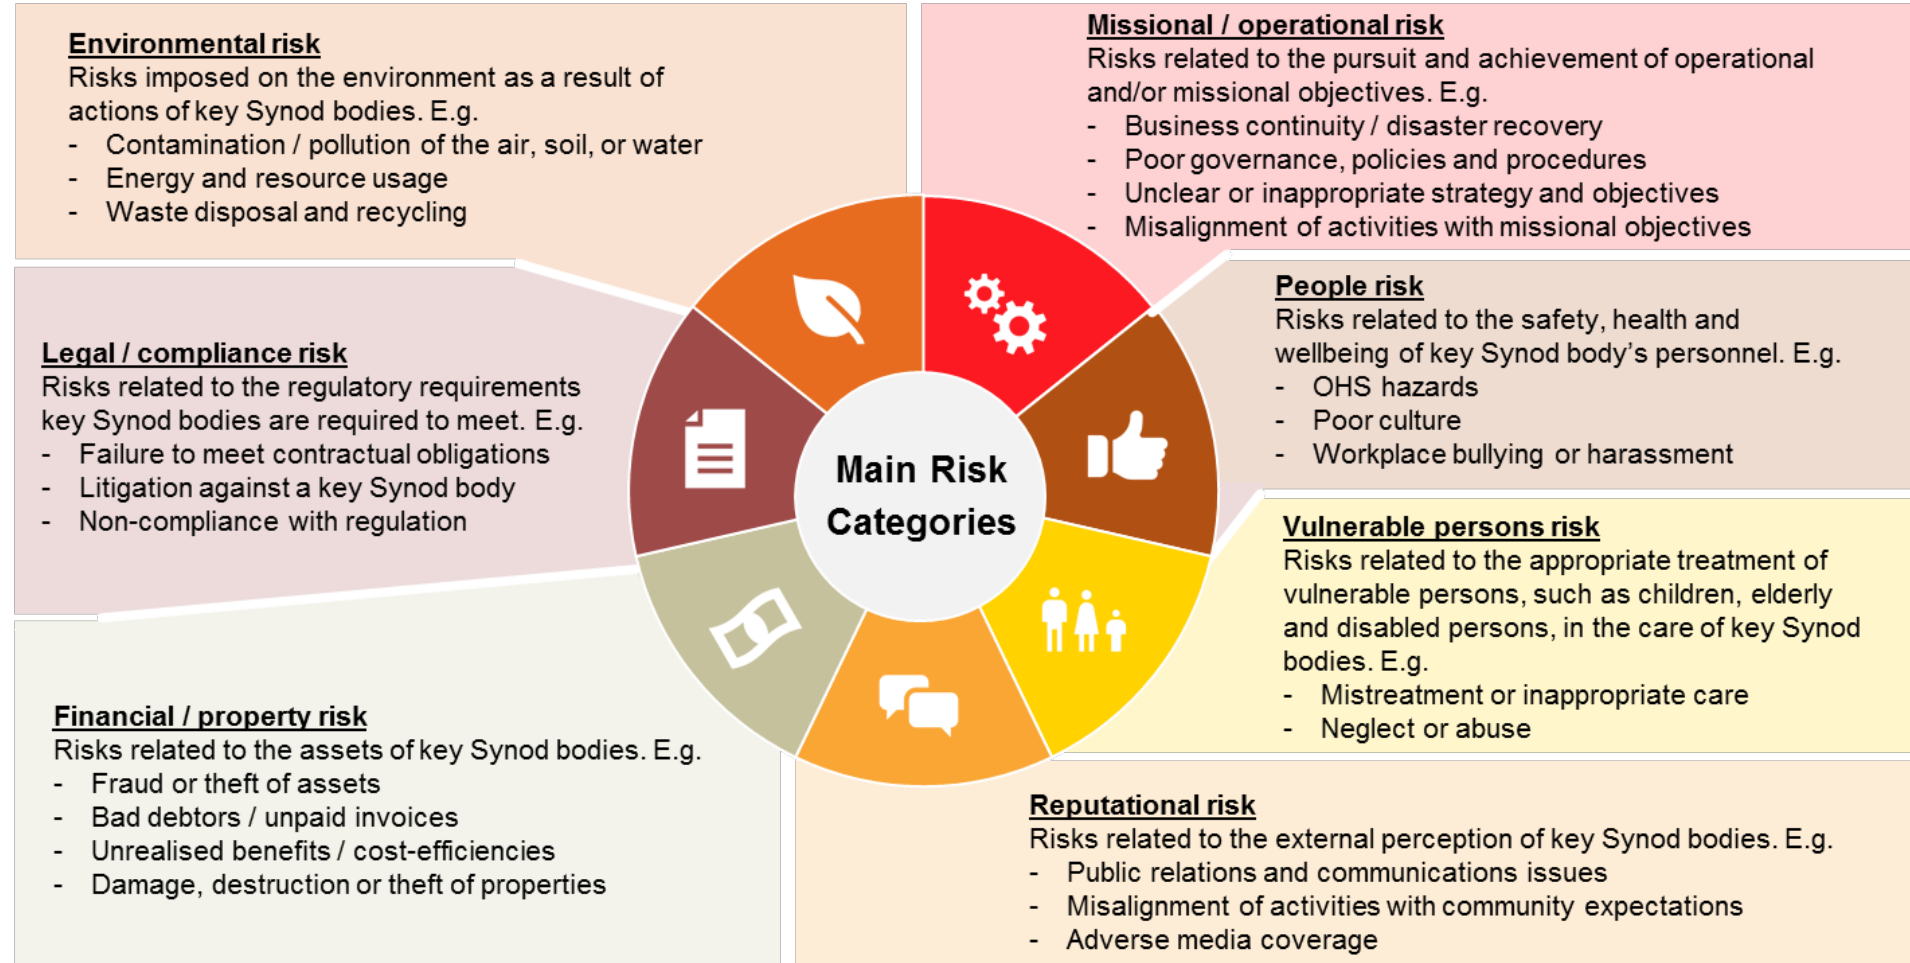 Environmental risk
Risks imposed on the environment as a result of
actions of key Synod bodies. E.g.
- Contamination / pollution of the air, soil, or water
- Energy and resource usage
- Waste disposal and recycling
Missional / operational risk
Risks related to the pursuit and achievement of operational
and/or missional objectives. E.g.
- Business continuity / disaster recovery
- Poor governance, policies and procedures
- Unclear or inappropriate strategy and objectives
- Misalignment of activities with missional objectives
People risk
Risks related to the safety, health and
wellbeing of key Synod body's personnel. E.g.
- OHS hazards
- Poor culture
- Workplace bullying or harassment
Legal / compliance risk
Risks related to the regulatory requirements
key Synod bodies are required to meet. E.g.
- Failure to meet contractual obligations
- Litigation against a key Synod body
- Non-compliance with regulation
Main Risk
Categories
Vulnerable persons risk
Risks related to the appropriate treatment of
vulnerable persons, such as children, elderly
and disabled persons, in the care of key Synod
bodies. E.g.
- Mistreatment or inappropriate care
- Neglect or abuse
Financial / property risk
Risks related to the assets of key Synod bodies. E.g.
- Fraud or theft of assets
- Bad debtors / unpaid invoices
- Unrealised benefits / cost-efficiencies
- Damage, destruction or theft of properties
Reputational risk
Risks related to the external perception of key Synod bodies. E.g.
- Public relations and communications issues
- Misalignment of activities with community expectations
- Adverse media coverage